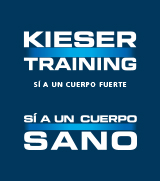 KIESER
TRAINING
SÍ A UN CUERPO FUERTE
SÍ A UN CUERPO
SANO